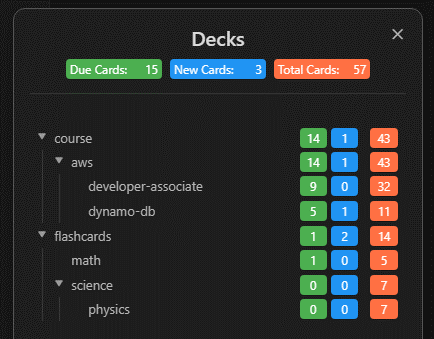 Decks
Due Cards: 15 New Cards: 3 Total Cards: 57
course 14 1 43
aws 14 1 43
developer-associate 9 0 32
dynamo-db 5 1 11
flashcards 1 2 14
math 1 0 5
science 0 0 7
physics 0 0 7